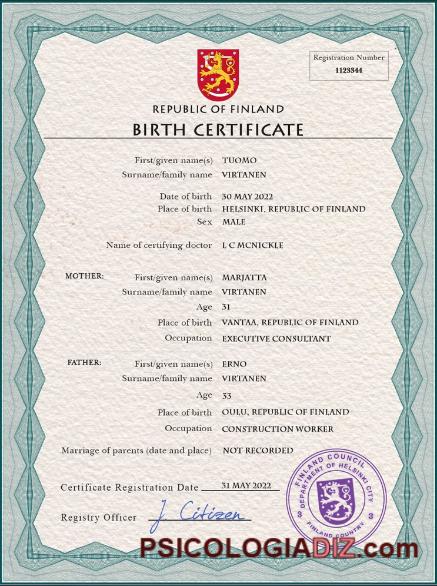 Registration Number
1123344
REPUBLIC OF FINLAND
BIRTH CERTIFICATE
First/given name(s) TUOMO
Surname/family name VIRTANEN
Date of birth 30 MAY 2022
Place of birth HELSINKI, REPUBLIC OF FINLAND
Sex MALE
Name of certifying doctor L C MCNICKLE
MOTHER: First/given name(s) MARJATTA
Surname/family name VIRTANEN
Age 31
Place of birth VANTAA, REPUBLIC OF FINLAND
Occupation EXECUTIVE CONSULTANT
FATHER: First/given name(s) ERNO
Surname/family name VIRTANEN
Age 33
Place of birth OULU, REPUBLIC OF FINLAND
Occupation CONSTRUCTION WORKER
Marriage of parents (date and place) NOT RECORDED
Certificate Registration Date 31 MAY 2022
Registry Officer J Citizen
FINLAND COUNCIL
DEPARTMENT OF HELSINKI CITY
FINLAND COUNTRY
PSICOLOGIADIZ.com